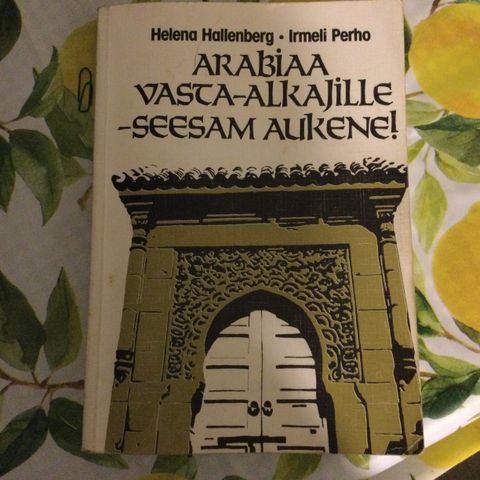 Helena Hallenberg • Irmeli Perho
ARABIAA
VASTA-ALKAJILLE
-SEESAM AUKENE!